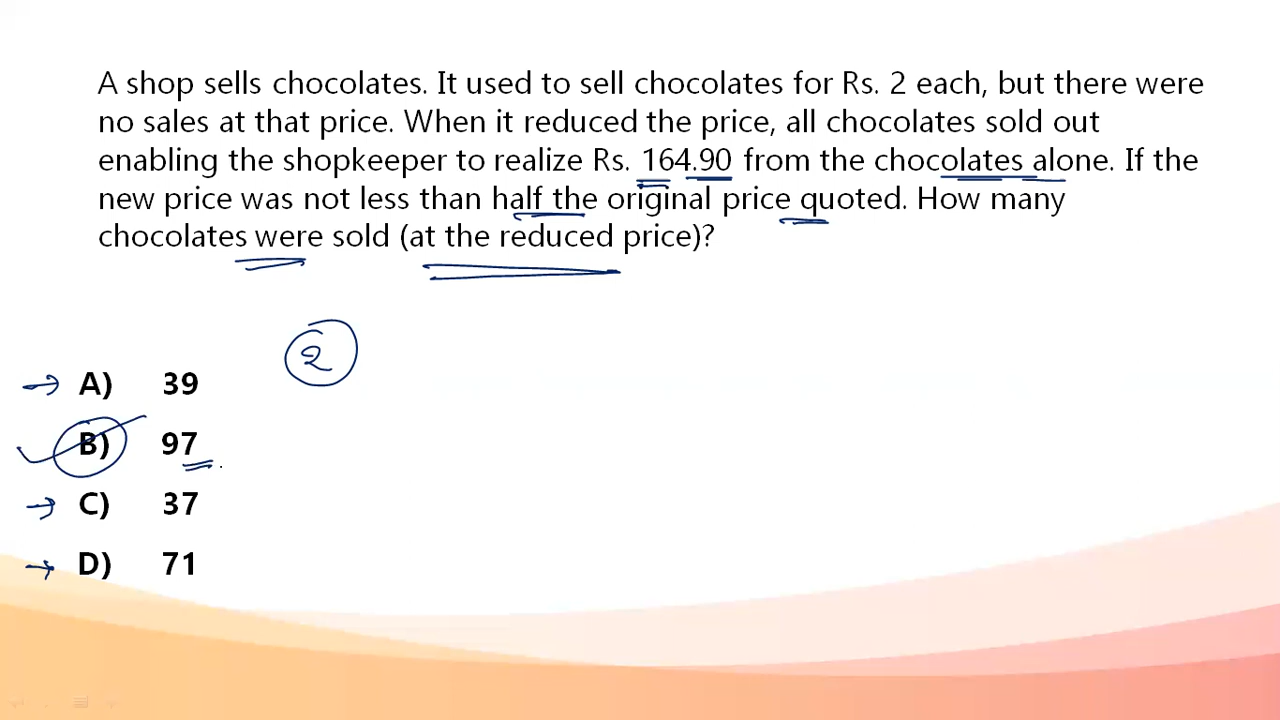 A shop sells chocolates. It used to sell chocolates for Rs. 2 each, but there were
no sales at that price. When it reduced the price, all chocolates sold out
enabling the shopkeeper to realize Rs. 164.90 from the chocolates alone. If the
new price was not less than half the original price quoted. How many
chocolates were sold (at the reduced price)?
2
A) 39
B) 97
C) 37
D) 71